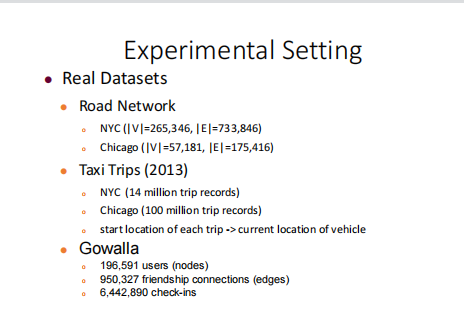 Experimental Setting
Real Datasets
Road Network
NYC (|V|=265,346, |E|=733,846)
Chicago (|V|=57,181, |E|=175,416)
Taxi Trips (2013)
NYC (14 million trip records)
Chicago (100 million trip records)
start location of each trip -> current location of vehicle
Gowalla
196,591 users (nodes)
950,327 friendship connections (edges)
6,442,890 check-ins